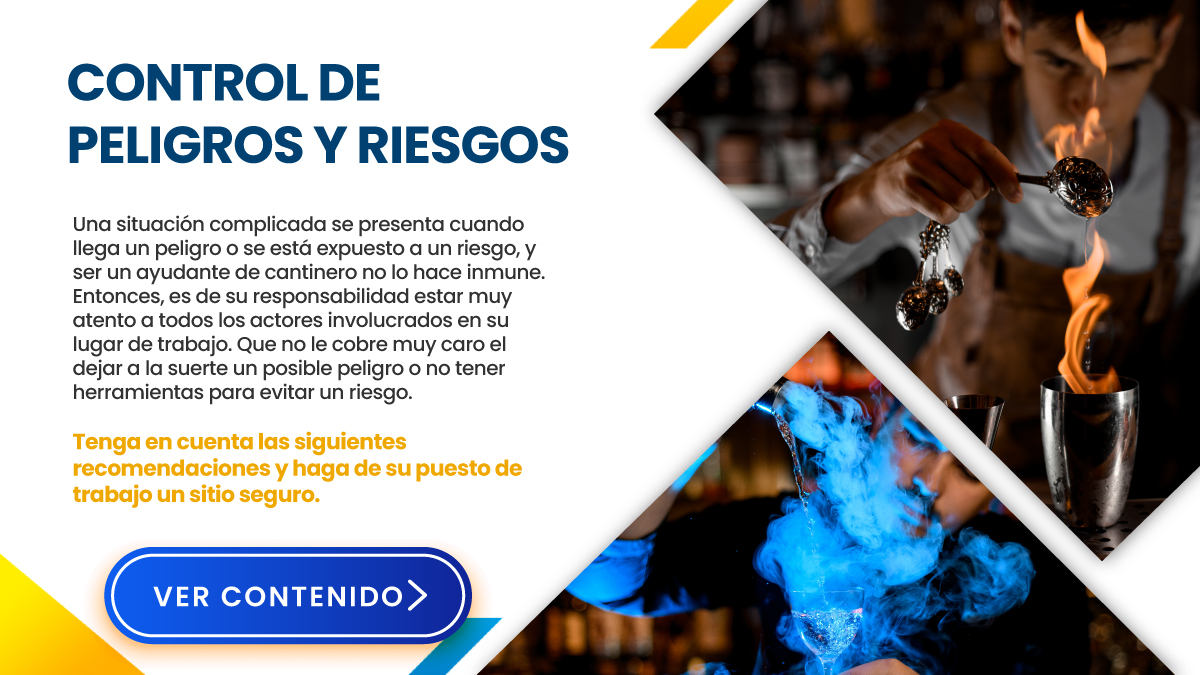 CONTROL DE
PELIGROS Y RIESGOS
Una situación complicada se presenta cuando
llega un peligro o se está expuesto a un riesgo, y
ser un ayudante de cantinero no lo hace inmune.
Entonces, es de su responsabilidad estar muy
atento a todos los actores involucrados en su
lugar de trabajo. Que no le cobre muy caro el
dejar a la suerte un posible peligro o no tener
herramientas para evitar un riesgo.
Tenga en cuenta las siguientes
recomendaciones y haga de su puesto de
trabajo un sitio seguro.
VER CONTENIDO